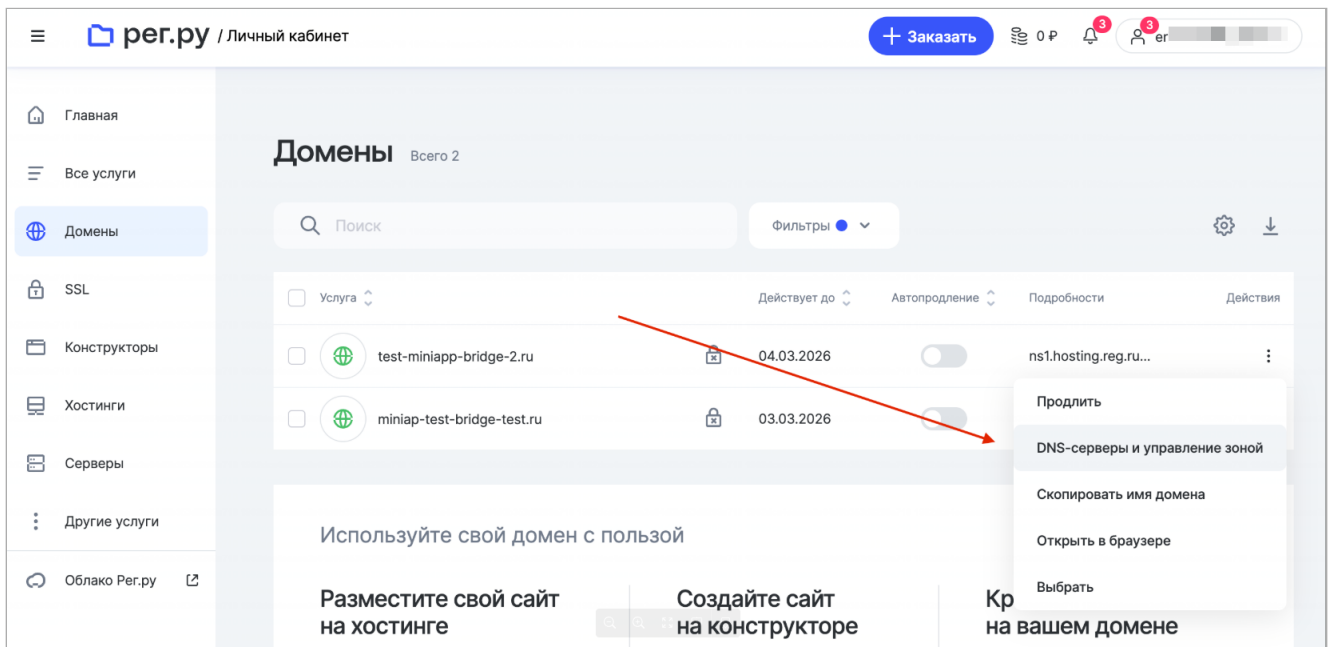 рег.ру / Личный кабинет
+ Заказать
0 ₽
3
3
er
Главная
Все услуги
Домены
SSL
Конструкторы
Хостинги
Серверы
Другие услуги
Облако Рег.ру
Домены Всего 2
Поиск
Фильтры
Услуга Действует до Автопродление Подробности Действия
test-miniapp-bridge-2.ru 04.03.2026 ns1.hosting.reg.ru...
miniap-test-bridge-test.ru 03.03.2026
Продлить
DNS-серверы и управление зоной
Скопировать имя домена
Открыть в браузере
Выбрать
Используйте свой домен с пользой
Разместите свой сайт
на хостинге
Создайте сайт
на конструкторе
Кр
на вашем домене